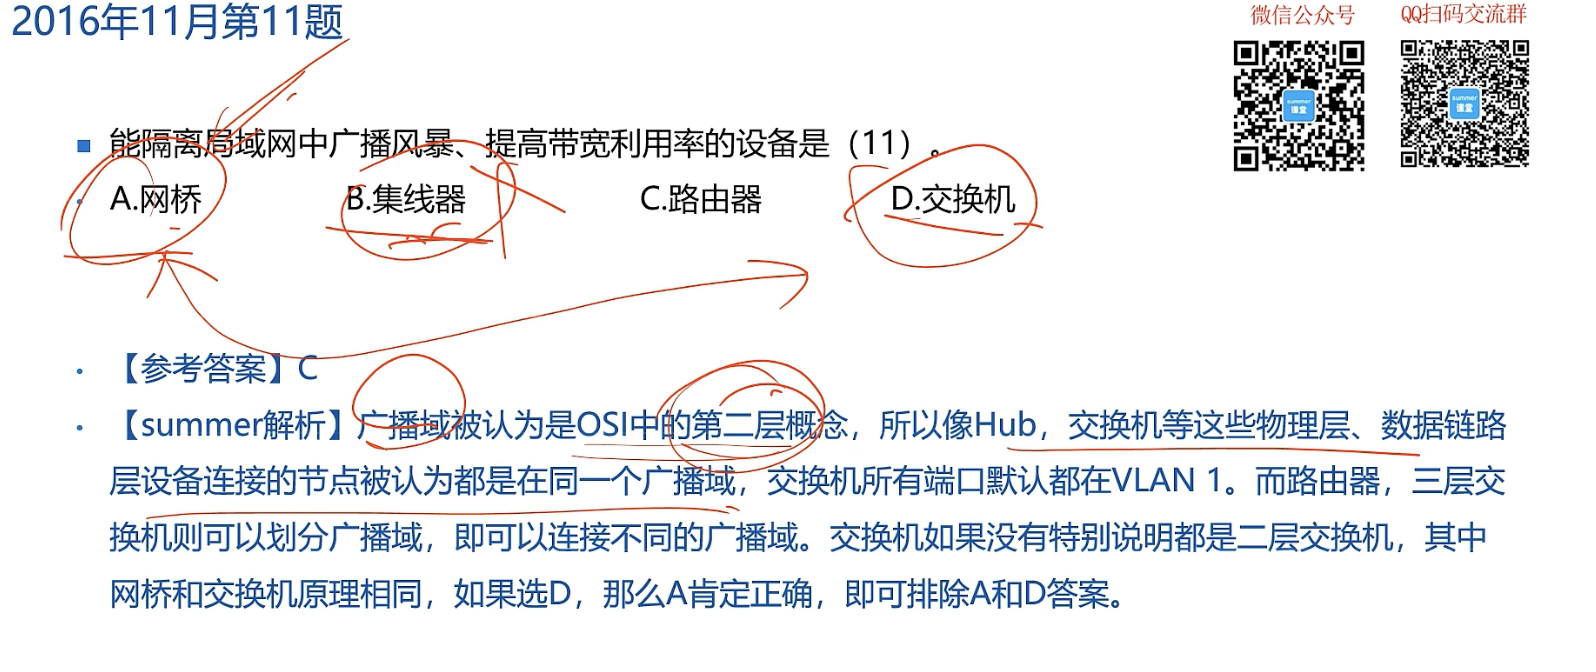 2016年11月第11题
微信公众号
QQ扫码交流群
summer
课堂
summer
课堂
■ 能隔离局域网中广播风暴、提高带宽利用率的设备是（11）。
A.网桥 B.集线器 C.路由器 D.交换机
• 【参考答案】C
• 【summer解析】广播域被认为是OSI中的第二层概念，所以像Hub，交换机等这些物理层、数据链路
层设备连接的节点被认为都是在同一个广播域，交换机所有端口默认都在VLAN 1。而路由器，三层交
换机则可以划分广播域，即可以连接不同的广播域。交换机如果没有特别说明都是二层交换机，其中
网桥和交换机原理相同，如果选D，那么A肯定正确，即可排除A和D答案。